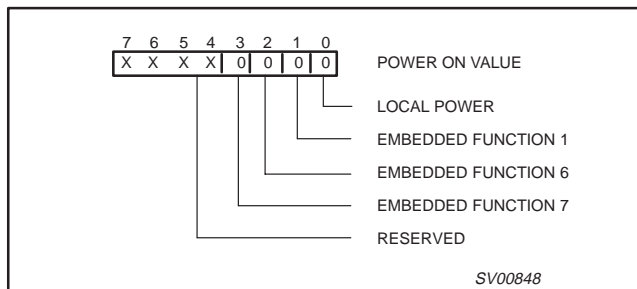 7 6 5 4 3 2 1 0
X X X X 0 0 0 0 POWER ON VALUE
LOCAL POWER
EMBEDDED FUNCTION 1
EMBEDDED FUNCTION 6
EMBEDDED FUNCTION 7
RESERVED
SV00848